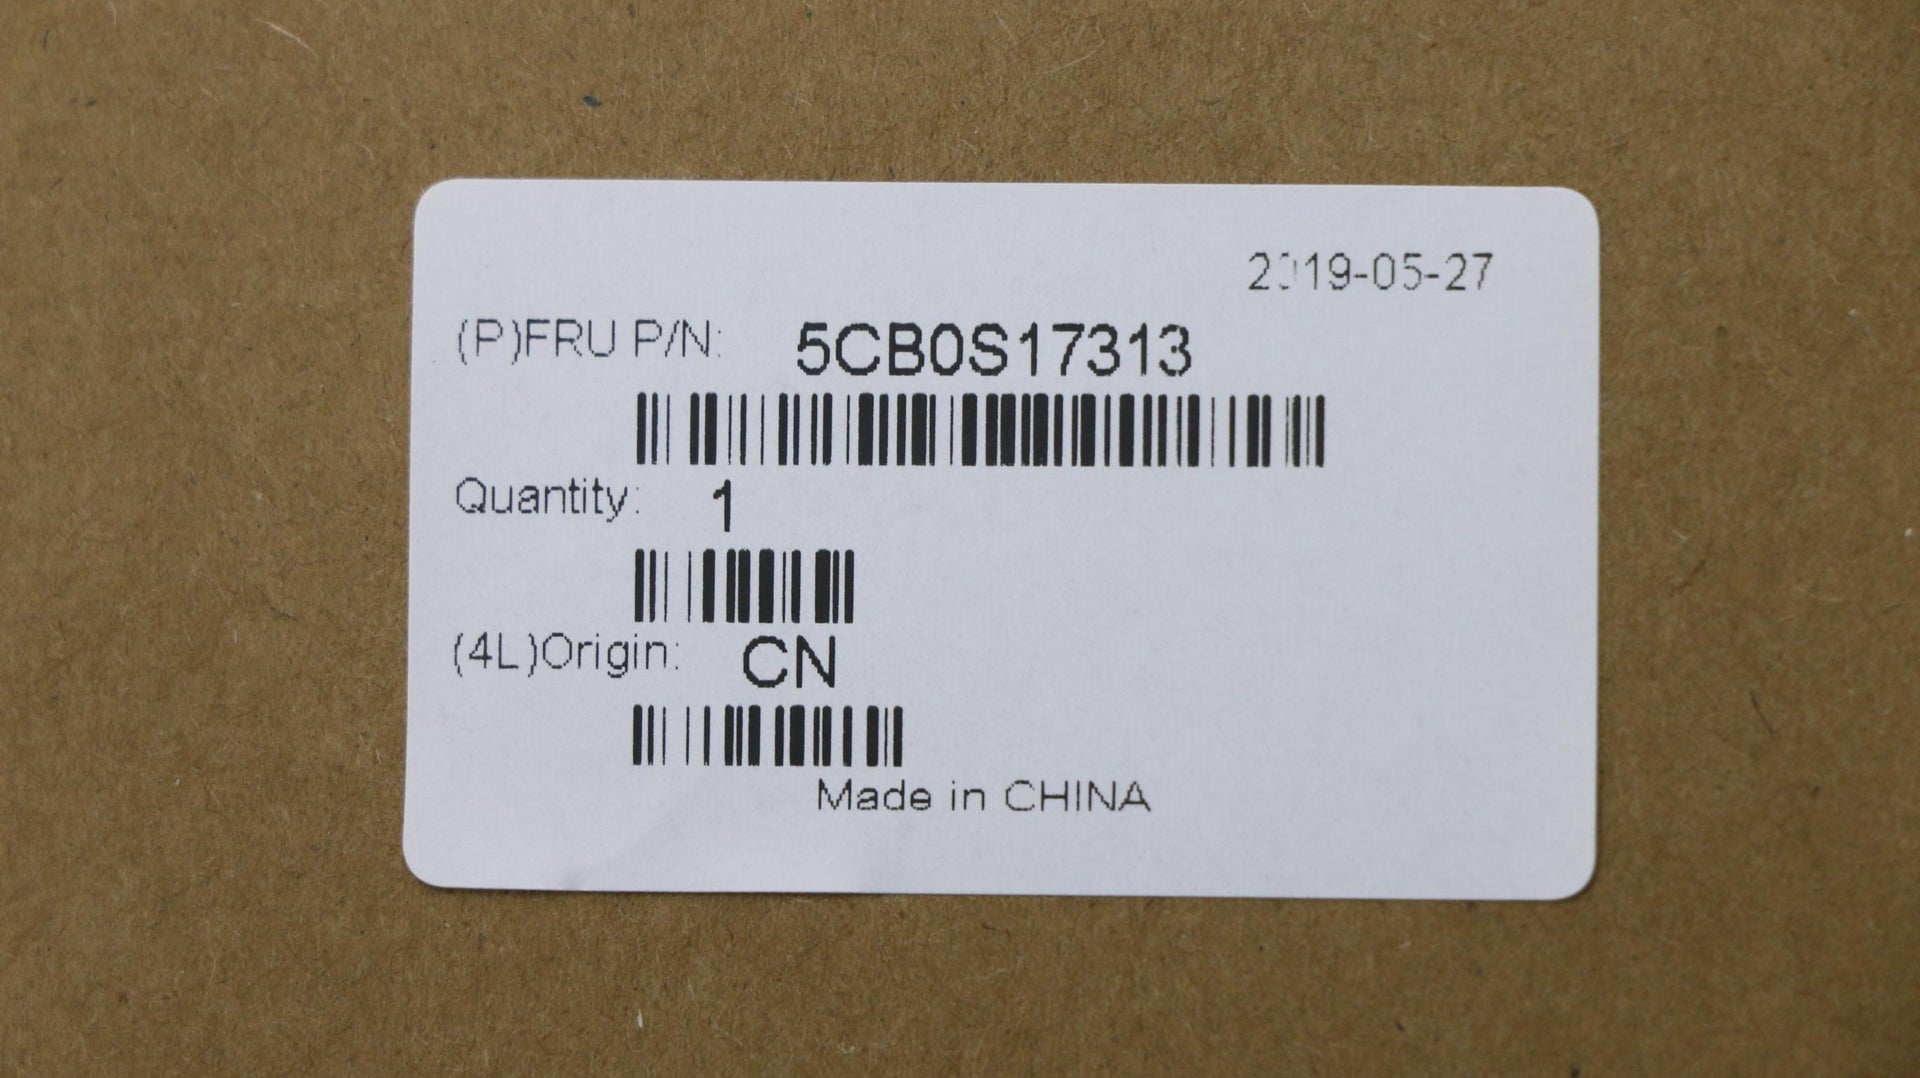 2019-05-27
(P)FRU P/N: 5CB0S17313
Quantity: 1
(4L)Origin: CN
Made in CHINA